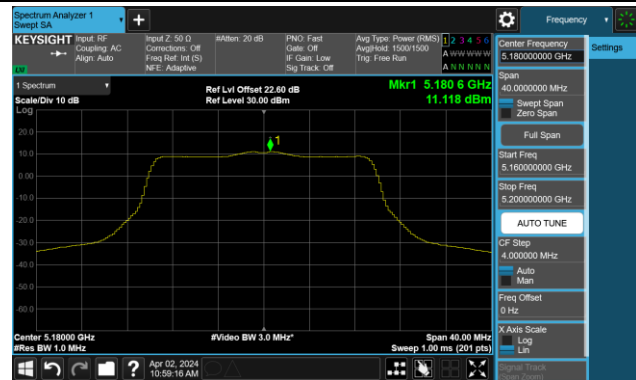 Spectrum Analyzer 1
Swept SA
Frequency
KEYSIGHT
Input: RF
Coupling: AC
Align: Auto
Input Z: 50 Ω
Corrections: Off
Freq Ref: Int (S)
NFE: Adaptive
#Atten: 20 dB
PNO: Fast
Gate: Off
IF Gain: Low
Sig Track: Off
Avg Type: Power (RMS)
Avg|Hold: 1500/1500
Trig: Free Run
1 2 3 4 5 6
A W W W W W
A N N N N N
1 Spectrum
Scale/Div 10 dB
Log
Ref Lvl Offset 22.60 dB
Ref Level 30.00 dBm
Mkr1 5.180 6 GHz
11.118 dBm
1
20.0
10.0
0.00
-10.0
-20.0
-30.0
-40.0
-50.0
-60.0
Center 5.18000 GHz
#Res BW 1.0 MHz
#Video BW 3.0 MHz*
Span 40.00 MHz
Sweep 1.00 ms (201 pts)
Apr 02, 2024
10:59:16 AM
?
Center Frequency
5.180000000 GHz
Settings
Span
40.0000000 MHz
Swept Span
Zero Span
Full Span
Start Freq
5.160000000 GHz
Stop Freq
5.200000000 GHz
AUTO TUNE
CF Step
4.000000 MHz
Auto
Man
Freq Offset
0 Hz
X Axis Scale
Log
Lin
Signal Track
(Span Zoom)